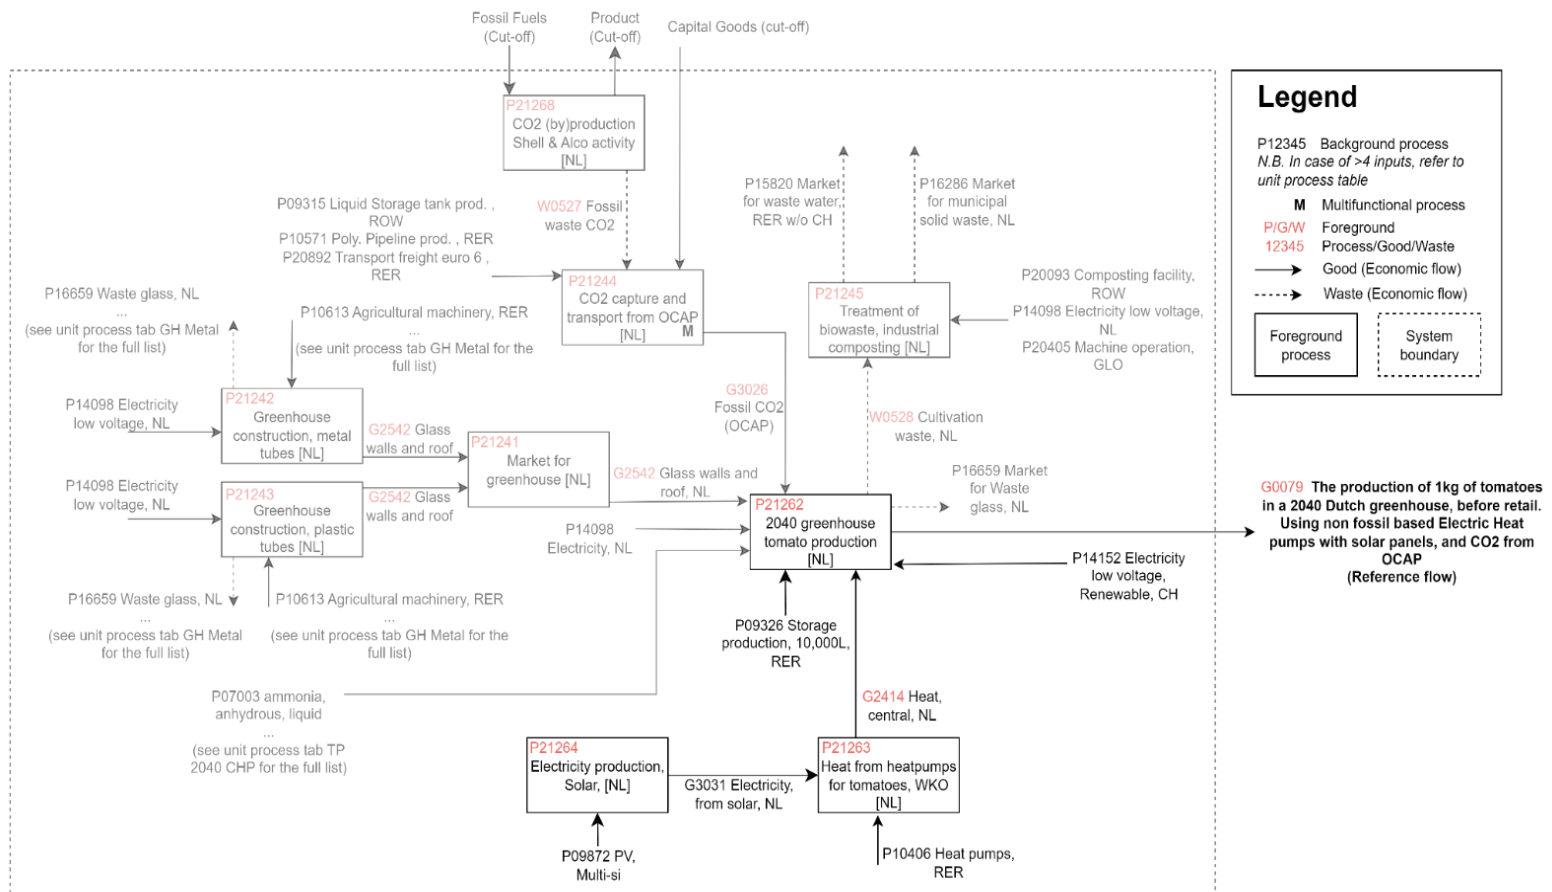 Fossil Fuels
(Cut-off)
Product
(Cut-off)
Capital Goods (cut-off)
P21268
CO2 (by)production
Shell & Alco activity
[NL]
P09315 Liquid Storage tank prod. ,
ROW
P10571 Poly. Pipeline prod. , RER
P20892 Transport freight euro 6 ,
RER
W0527 Fossil
waste CO2
P15820 Market
for waste water,
RER w/o CH
P16286 Market
for municipal
solid waste, NL
P21244
CO2 capture and
transport from OCAP
[NL] M
P21245
Treatment of
biowaste, industrial
composting [NL]
P20093 Composting facility,
ROW
P14098 Electricity low voltage,
NL
P20405 Machine operation,
GLO
P16659 Waste glass, NL
...
(see unit process tab GH Metal
for the full list)
P10613 Agricultural machinery, RER
...
(see unit process tab GH Metal for the
full list)
P14098 Electricity
low voltage, NL
P21242
Greenhouse
construction, metal
tubes [NL]
G2542 Glass
walls and roof
P21241
Market for
greenhouse [NL]
G3026
Fossil CO2
(OCAP)
W0528 Cultivation
waste, NL
P14098 Electricity
low voltage, NL
P21243
Greenhouse
construction, plastic
tubes [NL]
G2542 Glass
walls and roof
G2542 Glass walls and
roof, NL
P16659 Market
for Waste
glass, NL
P14098
Electricity, NL
P21262
2040 greenhouse
tomato production
[NL]
G0079 The production of 1kg of tomatoes
in a 2040 Dutch greenhouse, before retail.
Using non fossil based Electric Heat
pumps with solar panels, and CO2 from
OCAP
(Reference flow)
P14152 Electricity
low voltage,
Renewable, CH
P16659 Waste glass, NL
...
(see unit process tab GH Metal
for the full list)
P10613 Agricultural machinery, RER
...
(see unit process tab GH Metal for the
full list)
P09326 Storage
production, 10,000L,
RER
P07003 ammonia,
anhydrous, liquid
...
(see unit process tab TP
2040 CHP for the full list)
G2414 Heat,
central, NL
P21264
Electricity production,
Solar, [NL]
G3031 Electricity,
from solar, NL
P21263
Heat from heatpumps
for tomatoes, WKO
[NL]
P09872 PV,
Multi-si
P10406 Heat pumps,
RER
Legend
P12345 Background process
N.B. In case of >4 inputs, refer to
unit process table
M Multifunctional process
P/G/W Foreground
12345 Process/Good/Waste
Good (Economic flow)
Waste (Economic flow)
Foreground
process
System
boundary